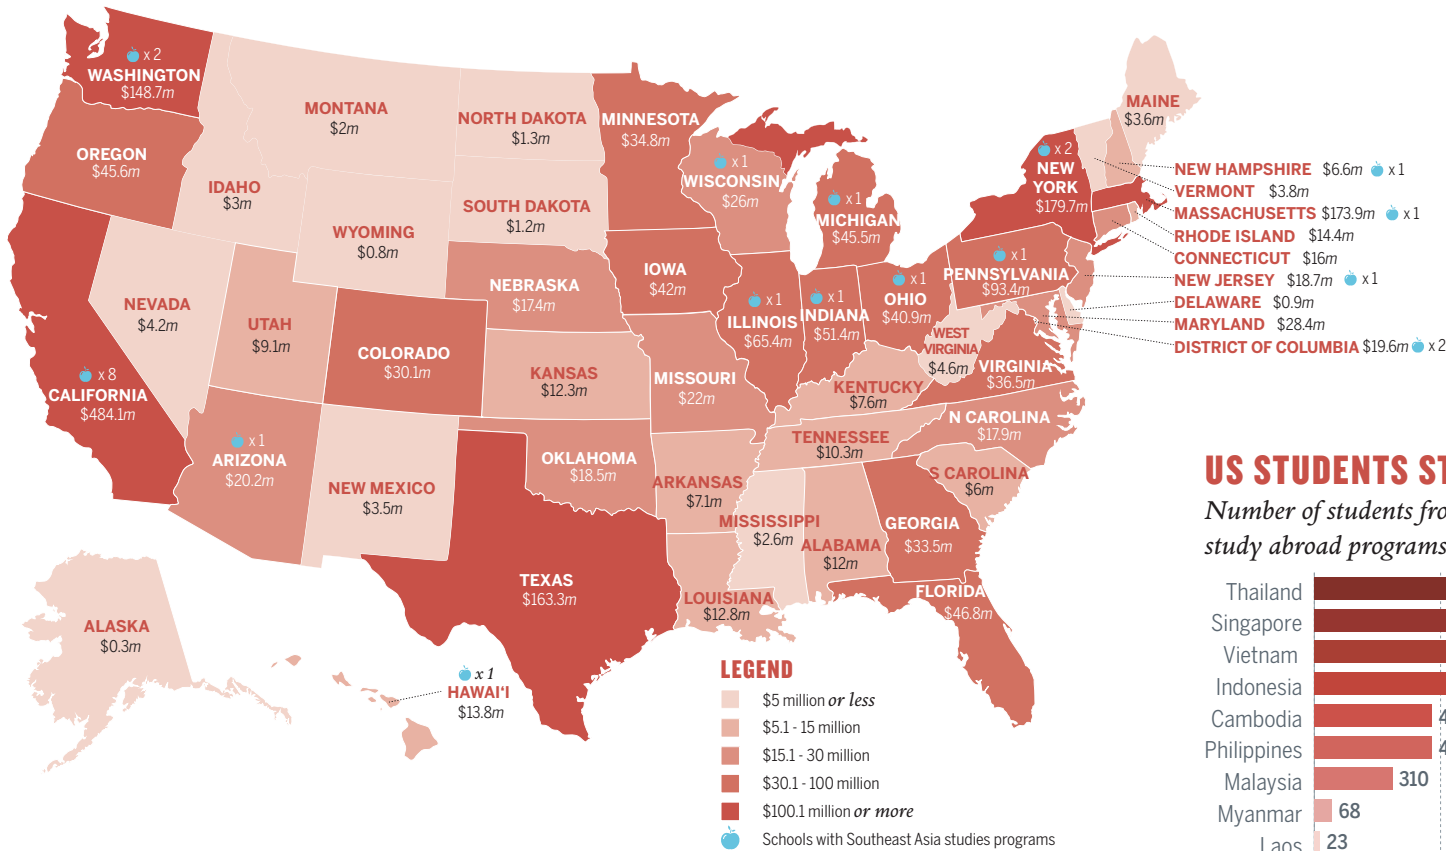 x 2
WASHINGTON
$148.7m
OREGON
$45.6m
IDAHO
$3m
MONTANA
$2m
NORTH DAKOTA
$1.3m
SOUTH DAKOTA
$1.2m
WYOMING
$0.8m
MINNESOTA
$34.8m
x 1
WISCONSIN
$26m
x 1
MICHIGAN
$45.5m
x 2
NEW
YORK
$179.7m
MAINE
$3.6m
NEW HAMPSHIRE $6.6m x 1
VERMONT $3.8m
MASSACHUSETTS $173.9m x 1
RHODE ISLAND $14.4m
CONNECTICUT $16m
NEW JERSEY $18.7m x 1
DELAWARE $0.9m
MARYLAND $28.4m
DISTRICT OF COLUMBIA $19.6m x 2
x 1
PENNSYLVANIA
$93.4m
x 1
OHIO
$40.9m
x 1
INDIANA
$51.4m
x 1
ILLINOIS
$65.4m
IOWA
$42m
NEBRASKA
$17.4m
NEVADA
$4.2m
UTAH
$9.1m
COLORADO
$30.1m
KANSAS
$12.3m
MISSOURI
$22m
KENTUCKY
$7.6m
WEST
VIRGINIA
$4.6m
VIRGINIA
$36.5m
x 8
CALIFORNIA
$484.1m
x 1
ARIZONA
$20.2m
NEW MEXICO
$3.5m
OKLAHOMA
$18.5m
ARKANSAS
$7.1m
TENNESSEE
$10.3m
N CAROLINA
$17.9m
S CAROLINA
$6m
MISSISSIPPI
$2.6m
ALABAMA
$12m
GEORGIA
$33.5m
TEXAS
$163.3m
LOUISIANA
$12.8m
FLORIDA
$46.8m
ALASKA
$0.3m
x 1
HAWAI‘I
$13.8m
LEGEND
$5 million or less
$5.1 - 15 million
$15.1 - 30 million
$30.1 - 100 million
$100.1 million or more
Schools with Southeast Asia studies programs
US STUDENTS ST
Number of students fro
study abroad programs
Thailand
Singapore
Vietnam
Indonesia
Cambodia 4
Philippines 4
Malaysia 310
Myanmar 68
Laos 23